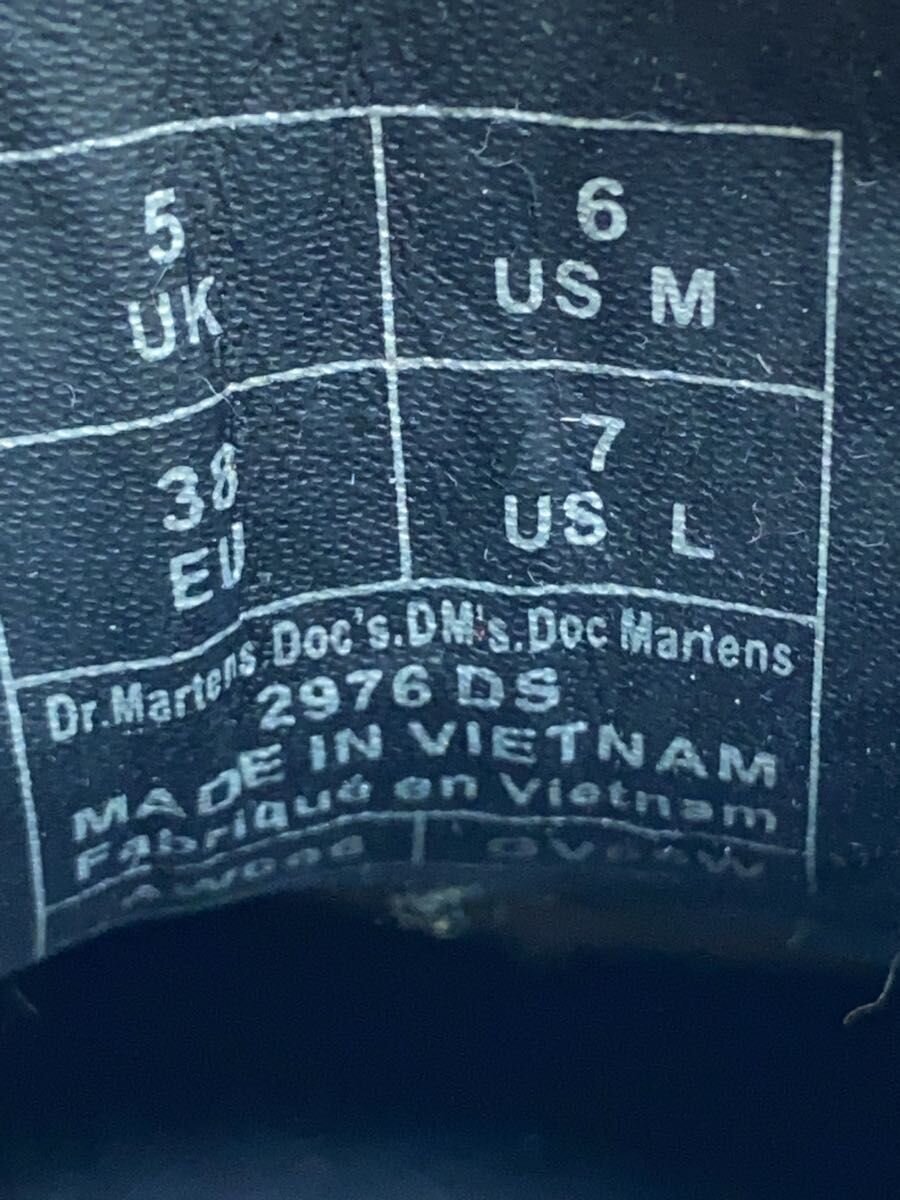 5
UK
6
US M
38
EU
7
US L
Dr.Martens.Doc's.DM's.Doc Martens
2976 DS
MADE IN VIETNAM
Fabriqué en Vietnam